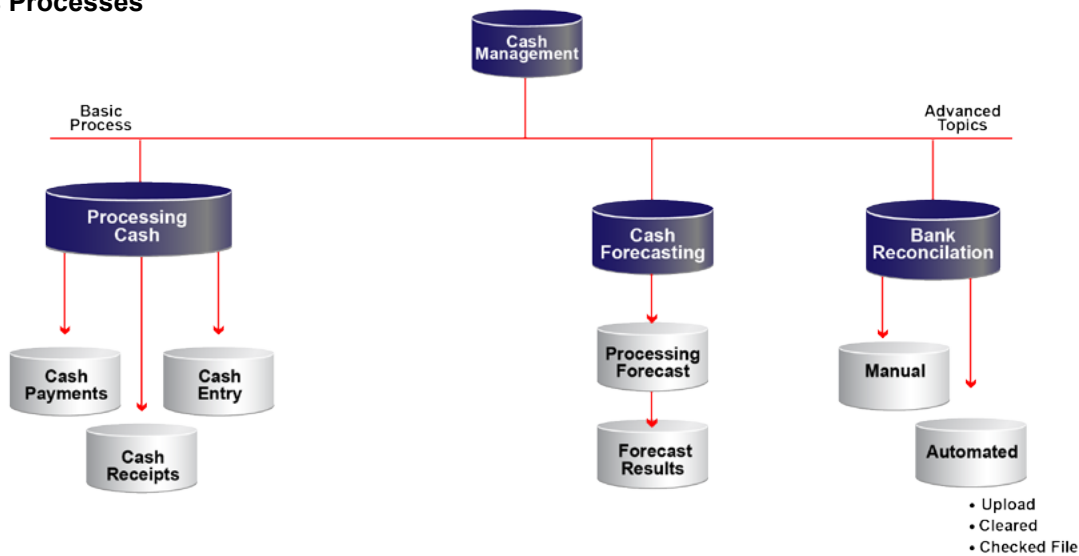 Processes
Cash
Management
Basic
Process
Advanced
Topics
Processing
Cash
Cash
Forecasting
Bank
Reconcilation
Cash
Payments
Cash
Entry
Cash
Receipts
Processing
Forecast
Forecast
Results
Manual
Automated
• Upload
• Cleared
• Checked File